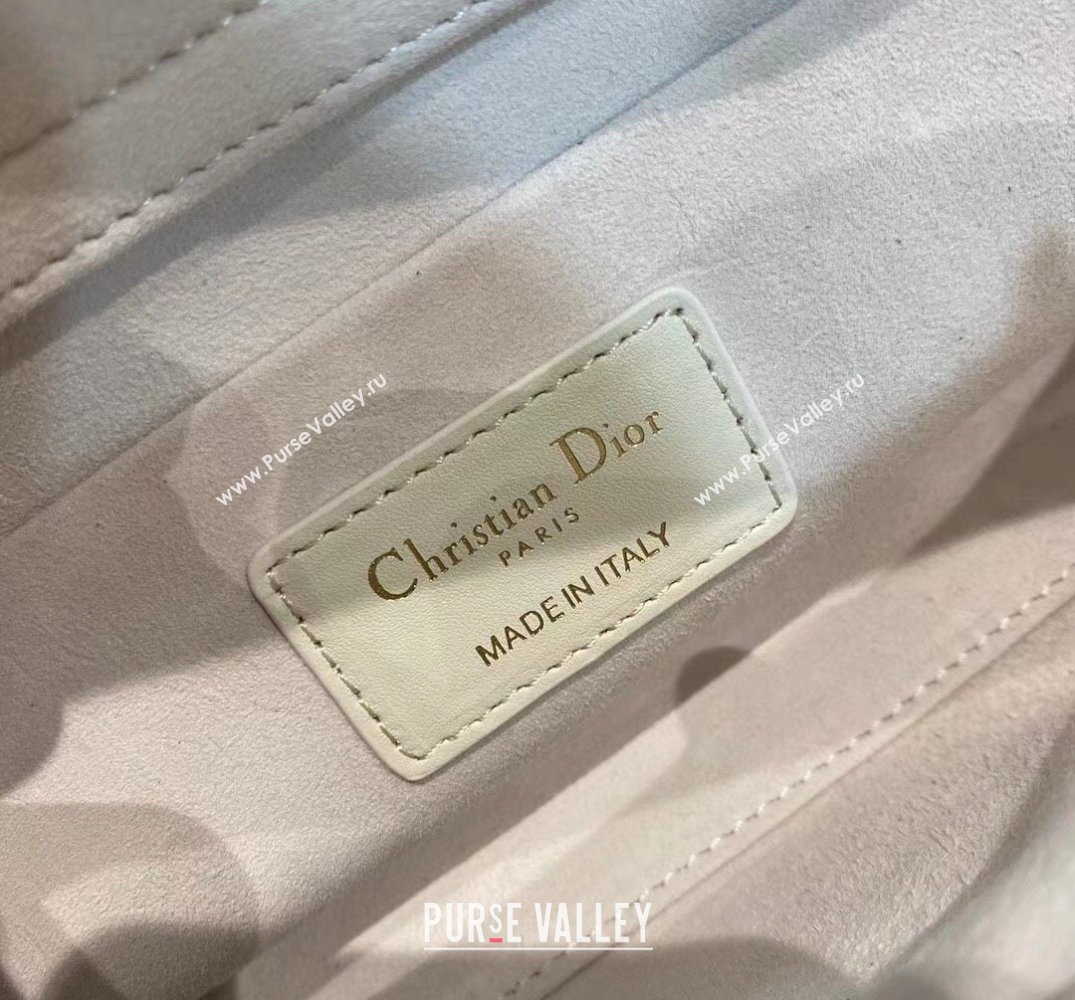 www.PurseValley.ru
www.PurseValley.ru
Christian Dior
PARIS
MADE IN ITALY
PURSE VALLEY